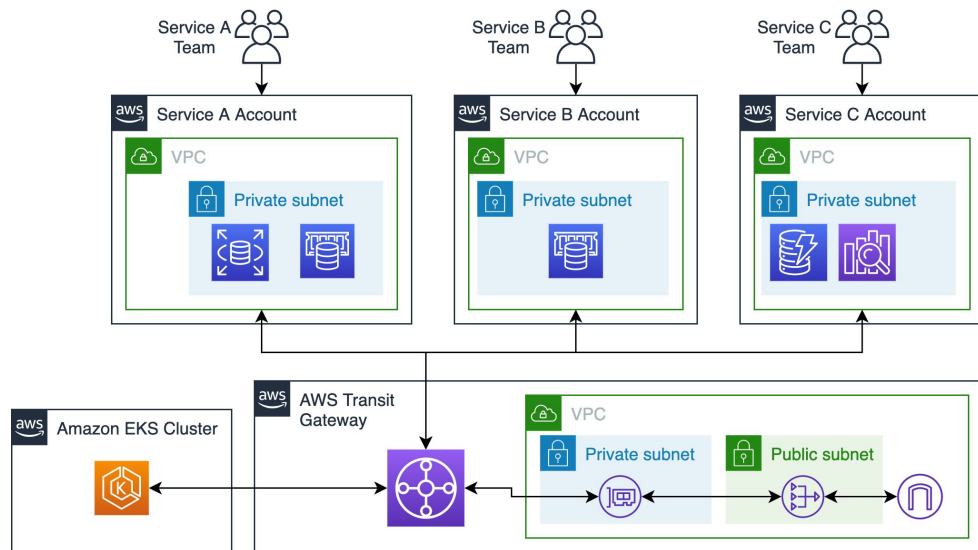 Service A
Team
Service B
Team
Service C
Team
aws
Service A Account
aws
Service B Account
aws
Service C Account
VPC
VPC
VPC
Private subnet
Private subnet
Private subnet
aws
AWS Transit
Gateway
aws
Amazon EKS Cluster
VPC
Private subnet
Public subnet
K